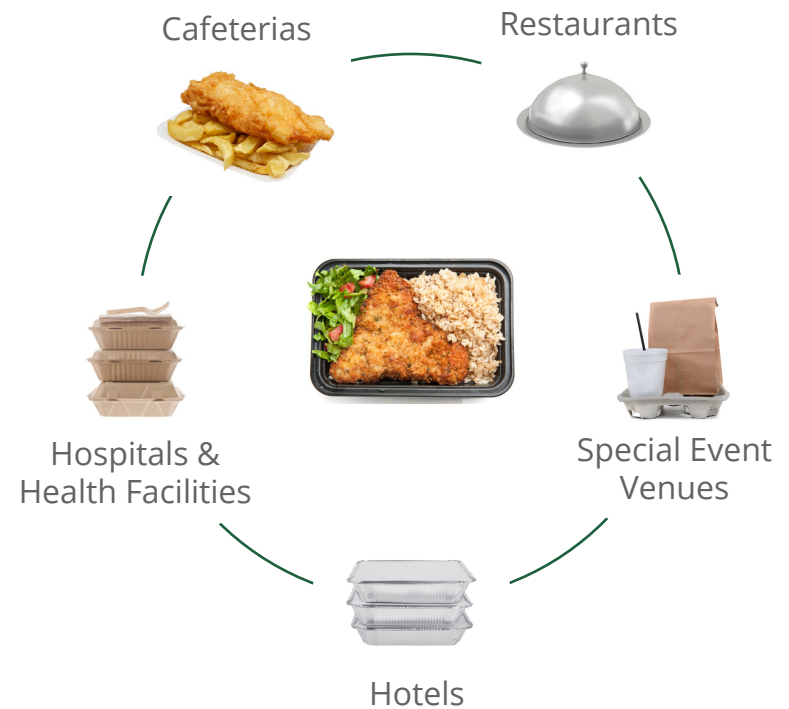 Cafeterias
Restaurants
Hospitals &
Health Facilities
Special Event
Venues
Hotels